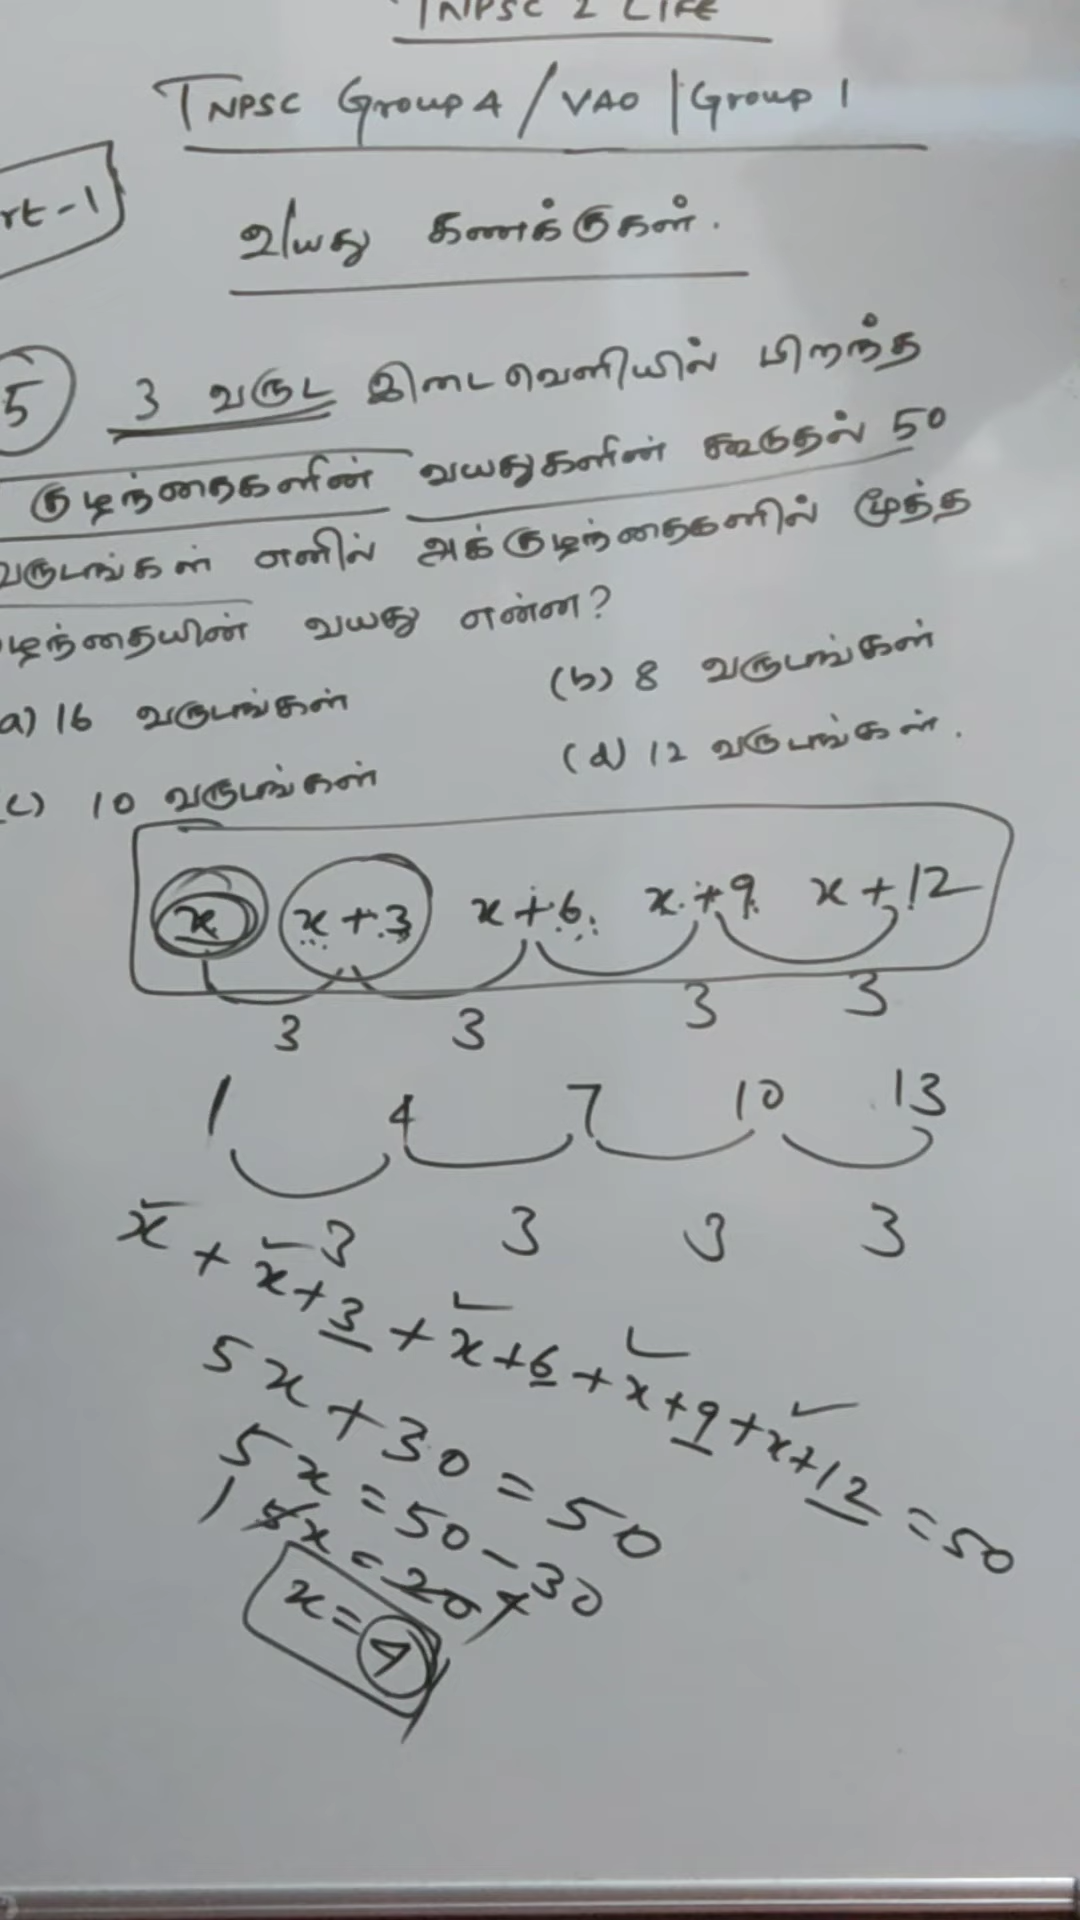 TNPSC 2 LIFE
TNPSC Group 4 / VAO | Group 1
rt-1
வயது கணக்குகள்.
5 3 வருட இடைவெளியில் பிறந்த
குழந்தைகளின் வயதுகளின் கூடுதல் 50
வருடங்கள் எனில் அக்குழந்தைகளில் மூத்த
ழந்தையின் வயது என்ன?
a) 16 வருடங்கள் (b) 8 வருடங்கள்
c) 10 வருடங்கள் (d) 12 வருடங்கள்.
x x+3 x+6 x+9 x+12
3 3 3 3
1 4 7 10 13
3 3 3 3
x + x+3 + x+6 + x+9 + x+12 = 50
5x + 30 = 50
5x = 50 - 30
1 5x = 20 4
x = 4